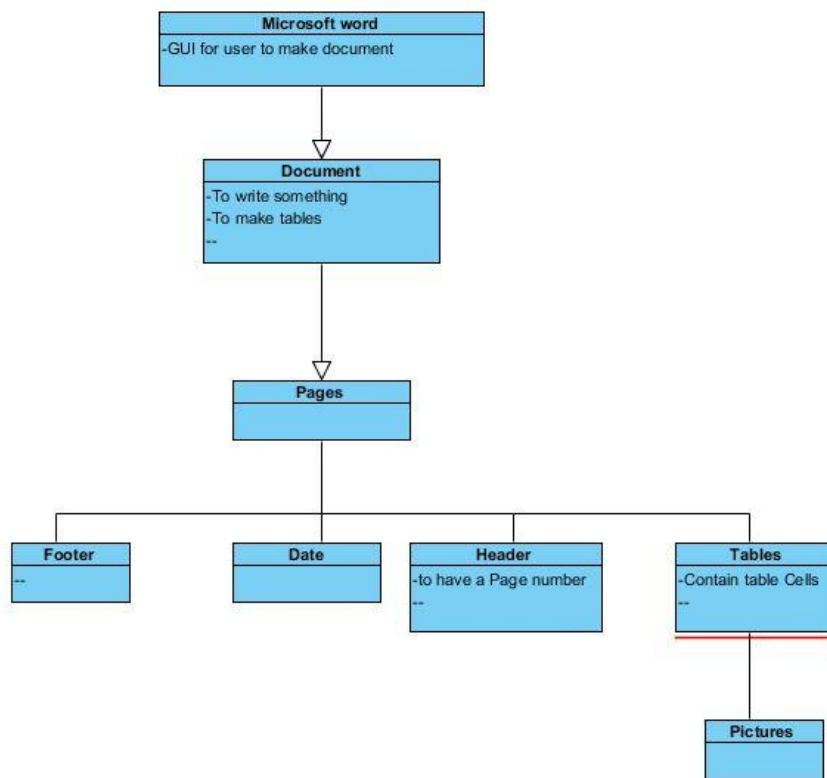 Microsoft word
-GUI for user to make document
Document
-To write something
-To make tables
--
Pages
Footer
--
Date
Header
-to have a Page number
--
Tables
-Contain table Cells
--
Pictures